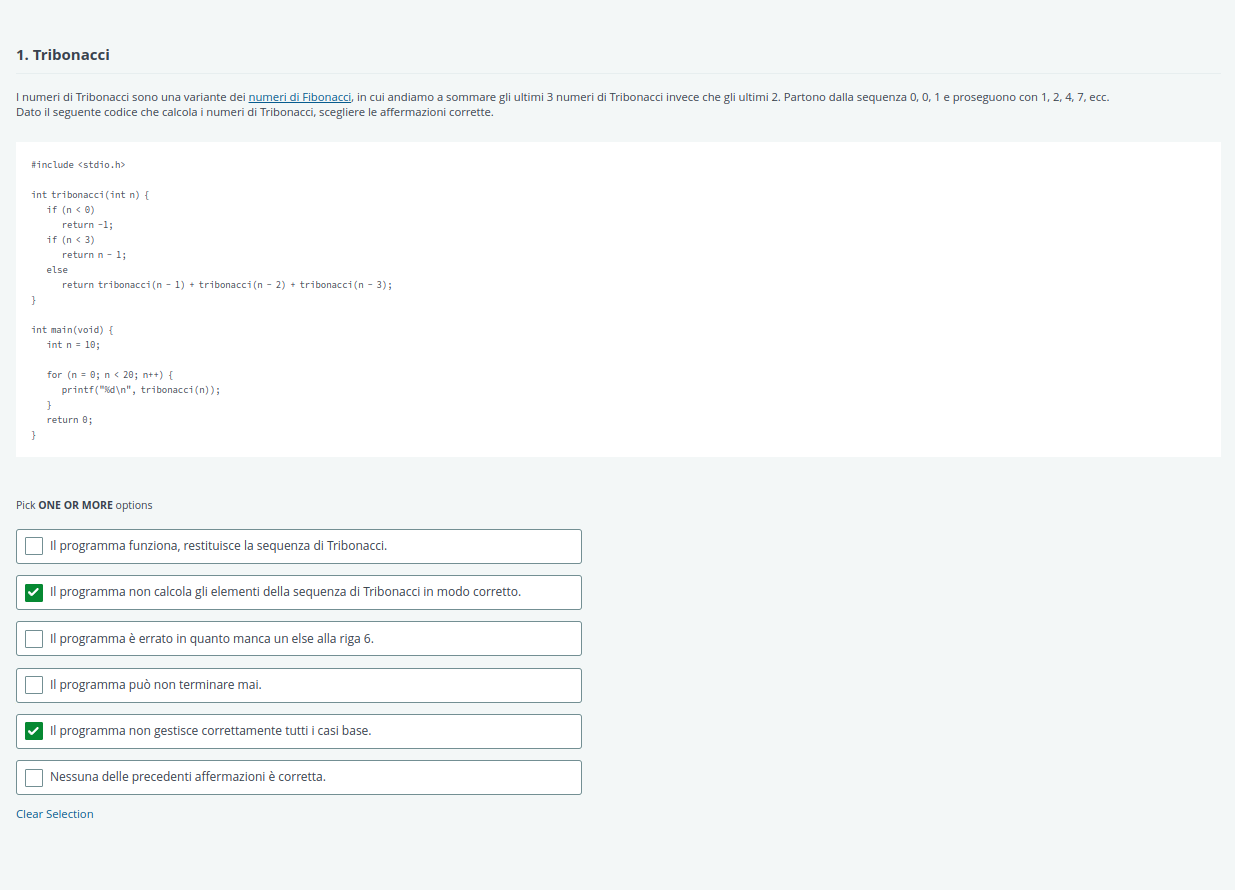 1. Tribonacci
I numeri di Tribonacci sono una variante dei numeri di Fibonacci, in cui andiamo a sommare gli ultimi 3 numeri di Tribonacci invece che gli ultimi 2. Partono dalla sequenza 0, 0, 1 e proseguono con 1, 2, 4, 7, ecc.
Dato il seguente codice che calcola i numeri di Tribonacci, scegliere le affermazioni corrette.
#include <stdio.h>
int tribonacci(int n) {
if (n < 0)
return -1;
if (n < 3)
return n - 1;
else
return tribonacci(n - 1) + tribonacci(n - 2) + tribonacci(n - 3);
}
int main(void) {
int n = 10;
for (n = 0; n < 20; n++) {
printf("%d\n", tribonacci(n));
}
return 0;
}
Pick ONE OR MORE options
Il programma funziona, restituisce la sequenza di Tribonacci.
Il programma non calcola gli elementi della sequenza di Tribonacci in modo corretto.
Il programma è errato in quanto manca un else alla riga 6.
Il programma può non terminare mai.
Il programma non gestisce correttamente tutti i casi base.
Nessuna delle precedenti affermazioni è corretta.
Clear Selection